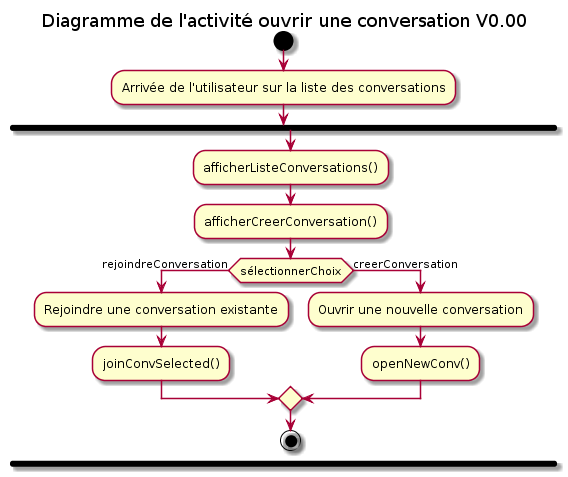 Diagramme de l'activité ouvrir une conversation V0.00
Arrivée de l'utilisateur sur la liste des conversations
afficherListeConversations()
afficherCreerConversation()
rejoindreConversation
sélectionnerChoix
creerConversation
Rejoindre une conversation existante
Ouvrir une nouvelle conversation
joinConvSelected()
openNewConv()